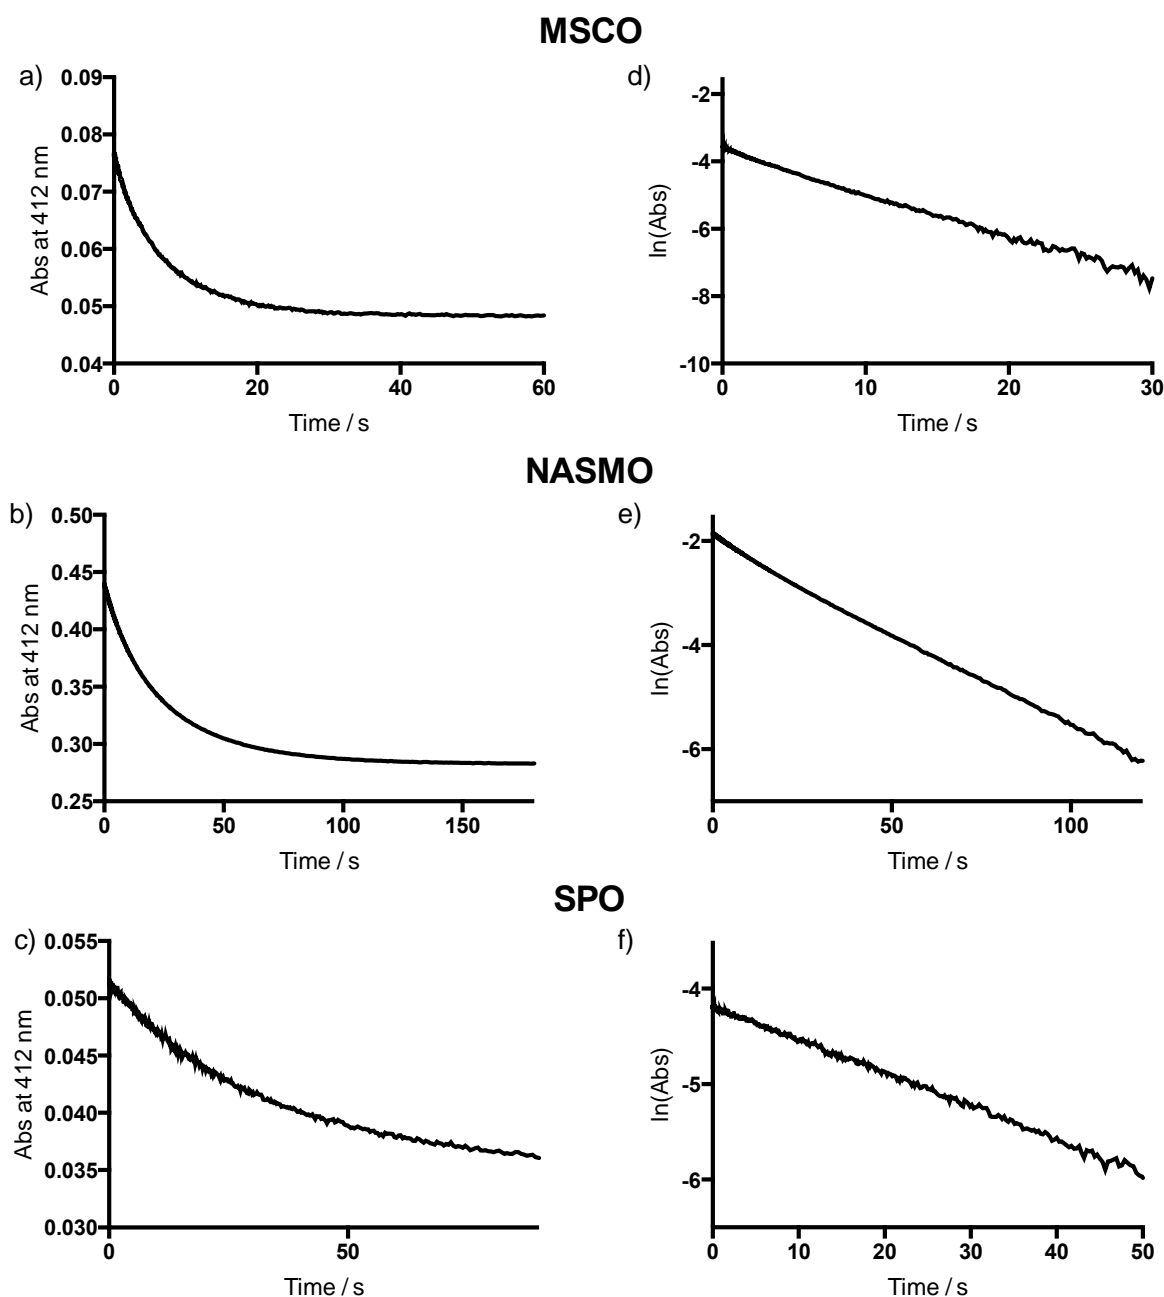 MSCO
a)
Abs at 412 nm
0.09
0.08
0.07
0.06
0.05
0.04
0 20 40 60
Time / s
d)
ln(Abs)
-2
-4
-6
-8
-10
0 10 20 30
Time / s
NASMO
b)
Abs at 412 nm
0.50
0.45
0.40
0.35
0.30
0.25
0 50 100 150
Time / s
e)
ln(Abs)
-2
-4
-6
0 50 100
Time / s
SPO
c)
Abs at 412 nm
0.055
0.050
0.045
0.040
0.035
0.030
0 50
Time / s
f)
ln(Abs)
-4
-5
-6
0 10 20 30 40 50
Time / s